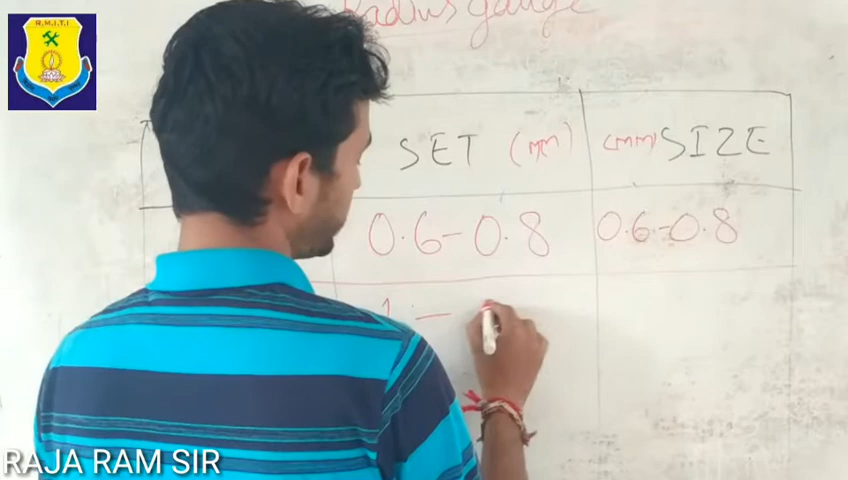 Radius gauge
R.M.I.T.I
SET (mm) (mm) SIZE
0.6-0.8 0.6-0.8
1 -
RAJA RAM SIR